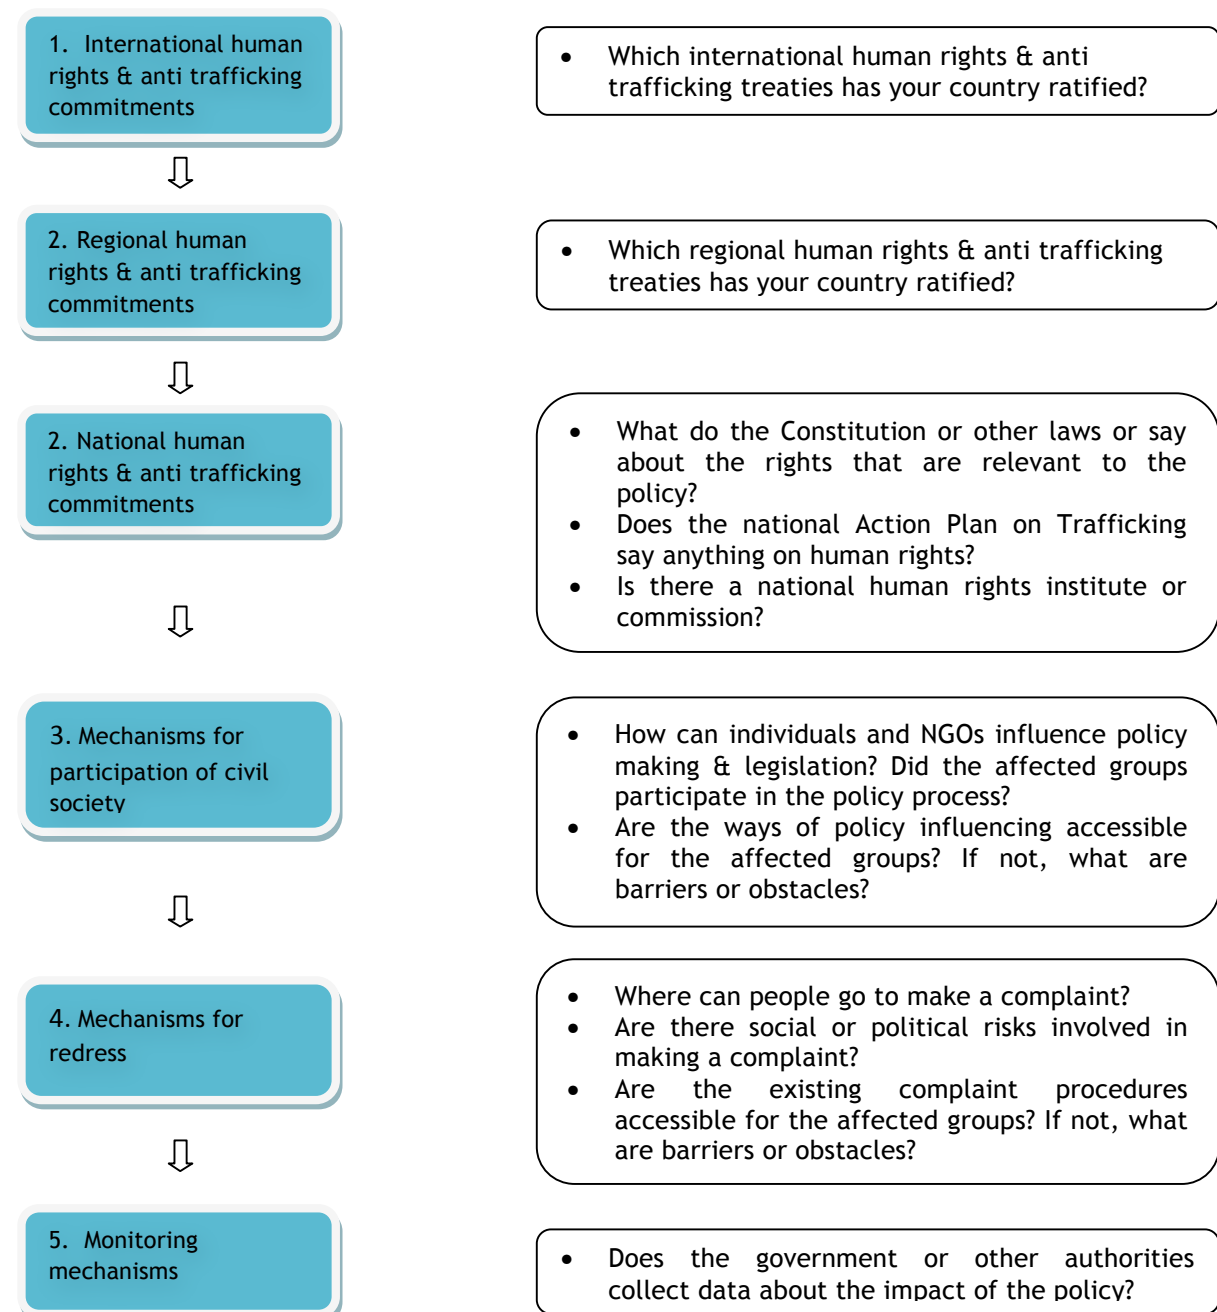 1. International human
rights & anti trafficking
commitments
• Which international human rights & anti
trafficking treaties has your country ratified?
2. Regional human
rights & anti trafficking
commitments
• Which regional human rights & anti trafficking
treaties has your country ratified?
2. National human
rights & anti trafficking
commitments
• What do the Constitution or other laws or say
about the rights that are relevant to the
policy?
• Does the national Action Plan on Trafficking
say anything on human rights?
• Is there a national human rights institute or
commission?
3. Mechanisms for
participation of civil
society
• How can individuals and NGOs influence policy
making & legislation? Did the affected groups
participate in the policy process?
• Are the ways of policy influencing accessible
for the affected groups? If not, what are
barriers or obstacles?
4. Mechanisms for
redress
• Where can people go to make a complaint?
• Are there social or political risks involved in
making a complaint?
• Are the existing complaint procedures
accessible for the affected groups? If not, what
are barriers or obstacles?
5. Monitoring
mechanisms
• Does the government or other authorities
collect data about the impact of the policy?